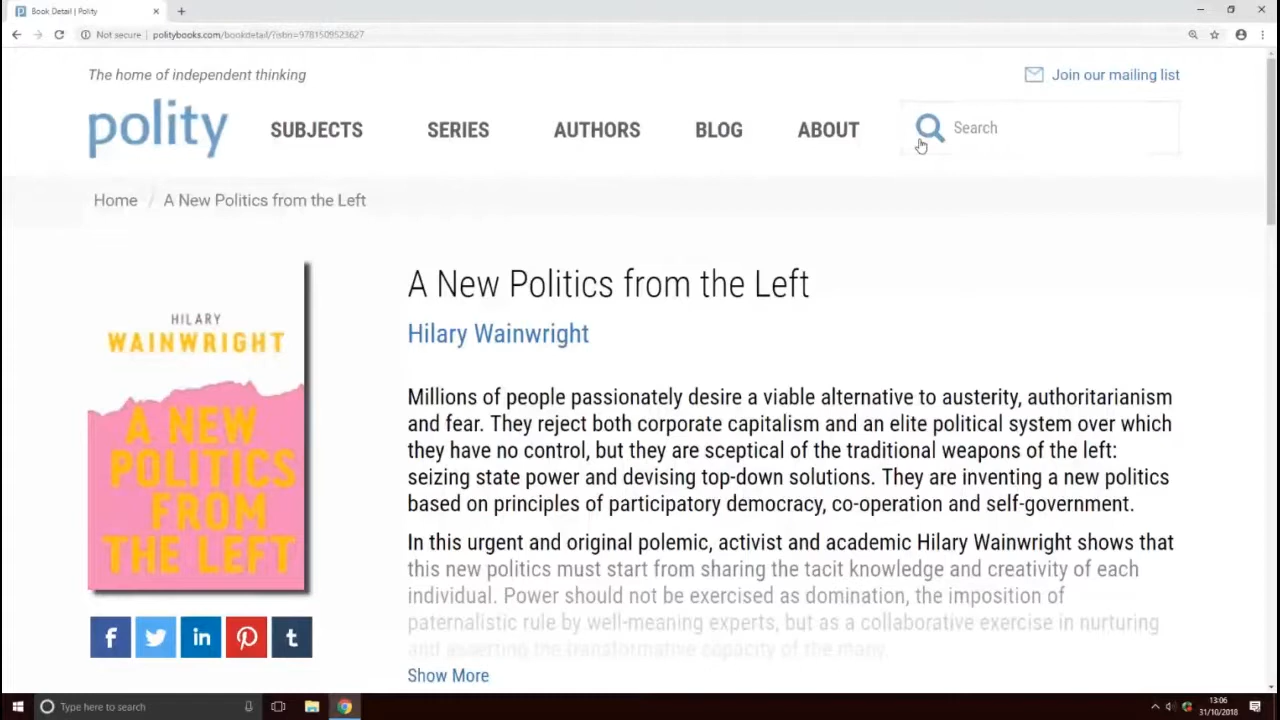 Book Detail | Polity
Not secure | politybooks.com/bookdetail/?isbn=9781509523627
The home of independent thinking
Join our mailing list
polity
SUBJECTS
SERIES
AUTHORS
BLOG
ABOUT
Search
Home / A New Politics from the Left
HILARY
WAINWRIGHT
A NEW
POLITICS
FROM
THE LEFT
A New Politics from the Left
Hilary Wainwright
Millions of people passionately desire a viable alternative to austerity, authoritarianism
and fear. They reject both corporate capitalism and an elite political system over which
they have no control, but they are sceptical of the traditional weapons of the left:
seizing state power and devising top-down solutions. They are inventing a new politics
based on principles of participatory democracy, co-operation and self-government.
In this urgent and original polemic, activist and academic Hilary Wainwright shows that
this new politics must start from sharing the tacit knowledge and creativity of each
individual. Power should not be exercised as domination, the imposition of
paternalistic rule by well-meaning experts, but as a collaborative exercise in nurturing
and asserting the transformative capacity of the many.
Show More
Type here to search
13:06
31/10/2018